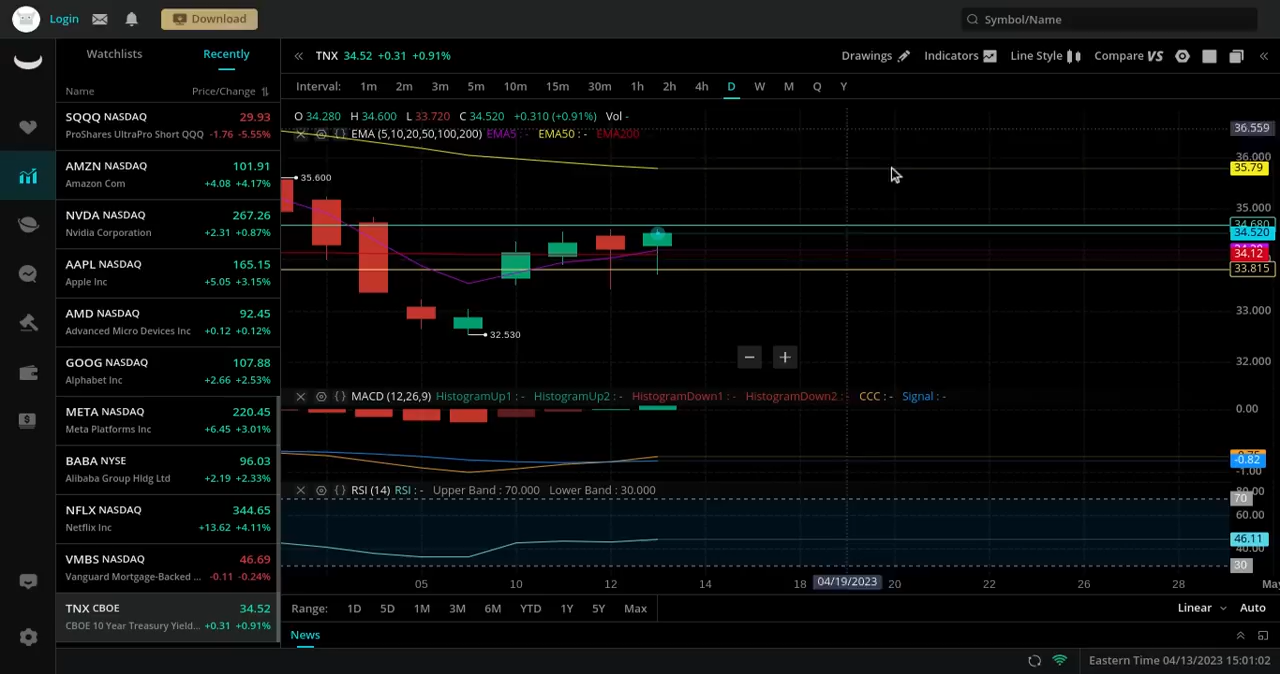 Login
Download
Symbol/Name
Watchlists
Recently
TNX 34.52 +0.31 +0.91%
Drawings
Indicators
Line Style
Compare VS
Name
Price/Change
Interval: 1m 2m 3m 5m 10m 15m 30m 1h 2h 4h D W M Q Y
SQQQ NASDAQ 29.93
ProShares UltraPro Short QQQ -1.76 -5.55%
AMZN NASDAQ 101.91
Amazon Com +4.08 +4.17%
NVDA NASDAQ 267.26
Nvidia Corporation +2.31 +0.87%
AAPL NASDAQ 165.15
Apple Inc +5.05 +3.15%
AMD NASDAQ 92.45
Advanced Micro Devices Inc +0.12 +0.12%
GOOG NASDAQ 107.88
Alphabet Inc +2.66 +2.53%
META NASDAQ 220.45
Meta Platforms Inc +6.45 +3.01%
BABA NYSE 96.03
Alibaba Group Hldg Ltd +2.19 +2.33%
NFLX NASDAQ 344.65
Netflix Inc +13.62 +4.11%
VMBS NASDAQ 46.69
Vanguard Mortgage-Backed ... -0.11 -0.24%
TNX CBOE 34.52
CBOE 10 Year Treasury Yield... +0.31 +0.91%
O 34.280 H 34.600 L 33.720 C 34.520 +0.310 (+0.91%) Vol -
EMA (5,10,20,50,100,200) EMA5 : - EMA50 : - EMA200
36.559
36.000
35.79
35.600
35.000
34.680
34.520
34.12
33.815
33.000
32.530
32.000
MACD (12,26,9) HistogramUp1 : - HistogramUp2 : - HistogramDown1 : - HistogramDown2 : - CCC : - Signal : -
0.00
-0.82
-1.00
RSI (14) RSI : - Upper Band : 70.000 Lower Band : 30.000
80.00
70
60.00
46.11
40.00
30
05 10 12 14 18 04/19/2023 20 22 26 28
Range: 1D 5D 1M 3M 6M YTD 1Y 5Y Max
Linear
Auto
News
Eastern Time 04/13/2023 15:01:02